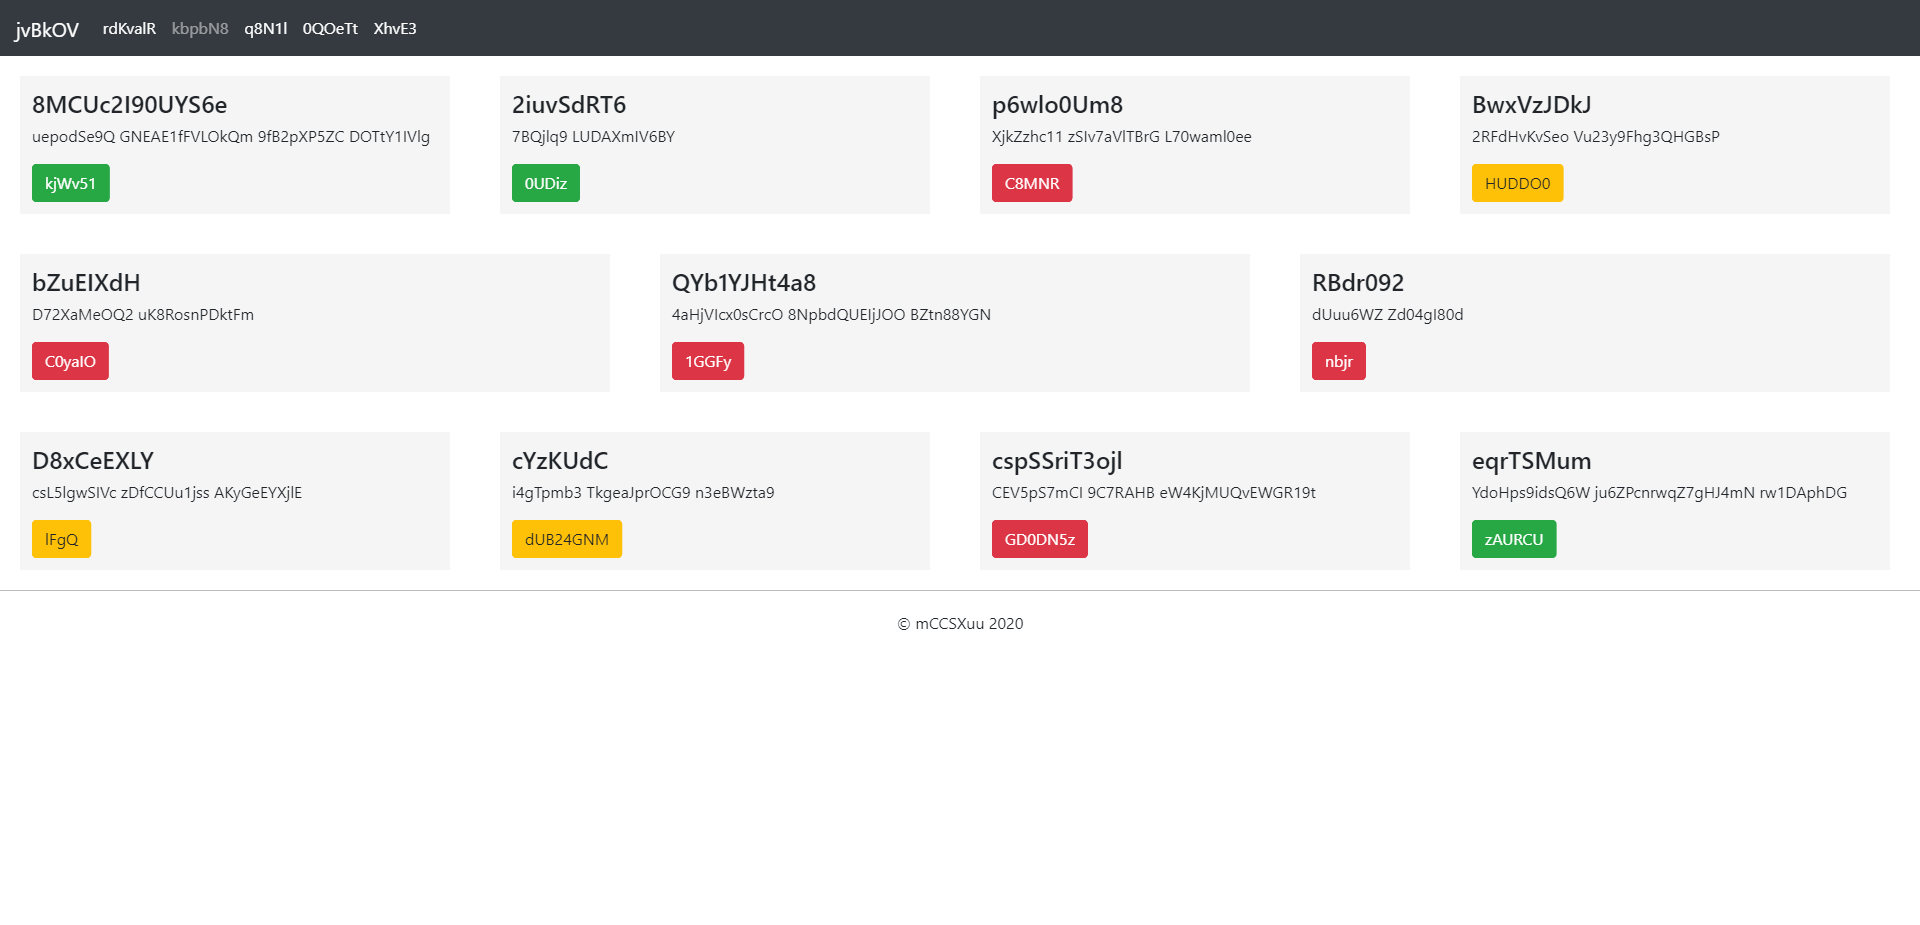 jvBkOV rdKvalR kbpbN8 q8N1l 0QOeTt XhvE3
8MCUc2I90UYS6e
uepodSe9Q GNEAE1fFVLOkQm 9fB2pXP5ZC DOTtY1IVlg
kjWv51
2iuvSdRT6
7BQjlq9 LUDAXmIV6BY
0UDiz
p6wlo0Um8
XjkZzhc11 zSIv7aVlTBrG L70waml0ee
C8MNR
BwxVzJDkJ
2RFdHvKvSeo Vu23y9Fhg3QHGBsP
HUDDO0
bZuEIXdH
D72XaMeOQ2 uK8RosnPDktFm
C0yaIO
QYb1YJHt4a8
4aHjVIcx0sCrcO 8NpbdQUEIjJOO BZtn88YGN
1GGFy
RBdr092
dUuu6WZ Zd04gI80d
nbjr
D8xCeEXLY
csL5lgwSIVc zDfCCUu1jss AKyGeEYXjlE
lFgQ
cYzKUdC
i4gTpmb3 TkgeaJprOCG9 n3eBWzta9
dUB24GNM
cspSSriT3ojl
CEV5pS7mCI 9C7RAHB eW4KjMUQvEWGR19t
GD0DN5z
eqrTSMum
YdoHps9idsQ6W ju6ZPcnrwqZ7gHJ4mN rw1DAphDG
zAURCU
© mCCSXuu 2020